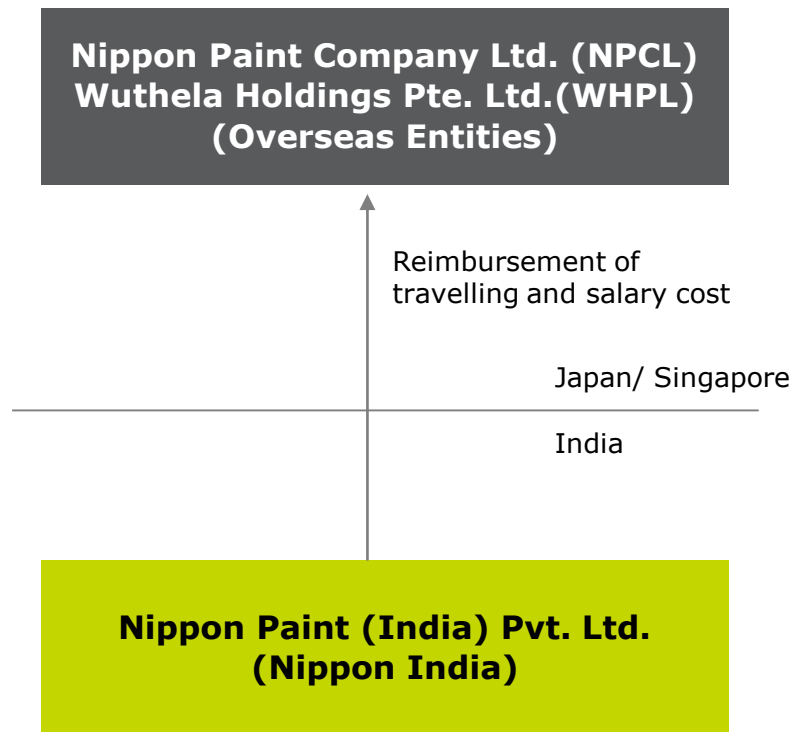 Nippon Paint Company Ltd. (NPCL)
Wuthela Holdings Pte. Ltd.(WHPL)
(Overseas Entities)
Reimbursement of
travelling and salary cost
Japan/ Singapore
India
Nippon Paint (India) Pvt. Ltd.
(Nippon India)